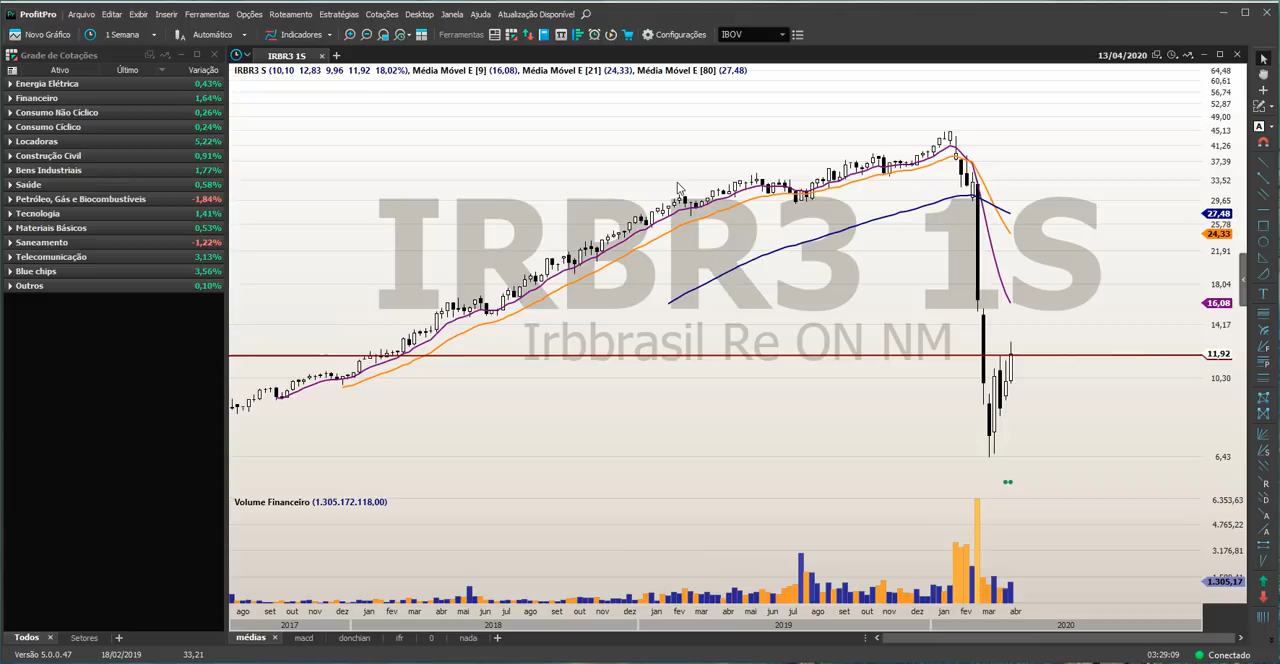 ProfitPro Arquivo Editar Exibir Inserir Ferramentas Opções Roteamento Estratégias Cotações Desktop Janela Ajuda Atualização Disponível
Novo Gráfico 1 Semana Automático Indicadores Ferramentas Configurações IBOV
Grade de Cotações
IRBR3 1S
13/04/2020
Ativo Último Variação
Energia Elétrica 0,43%
Financeiro 1,64%
Consumo Não Cíclico 0,26%
Consumo Cíclico 0,24%
Locadoras 5,22%
Construção Civil 0,91%
Bens Industriais 1,77%
Saúde 0,58%
Petróleo, Gás e Biocombustíveis -1,84%
Tecnologia 1,41%
Materiais Básicos 0,53%
Saneamento -1,22%
Telecomunicação 3,13%
Blue chips 3,56%
Outros 0,10%
IRBR3 S (10,10 12,83 9,96 11,92 18,02%), Média Móvel E [9] (16,08), Média Móvel E [21] (24,33), Média Móvel E [80] (27,48)
IRBR3 1S
Irbbrasil Re ON NM
64,48
60,61
56,74
52,87
49,00
45,13
41,26
37,39
33,52
29,65
27,48
25,78
24,33
21,91
18,04
16,08
14,17
11,92
10,30
6,43
Volume Financeiro (1.305.172.118,00)
6.353,63
4.765,22
3.176,81
1.305,17
ago set out nov dez jan fev mar abr mai jun jul ago set out nov dez jan fev mar abr mai jun jul ago set out nov dez jan fev mar abr
2017 2018 2019 2020
Todos Setores
médias macd donchian ifr 0 nada
Versão 5.0.0.47 18/02/2019 33,21 03:29:09 Conectado